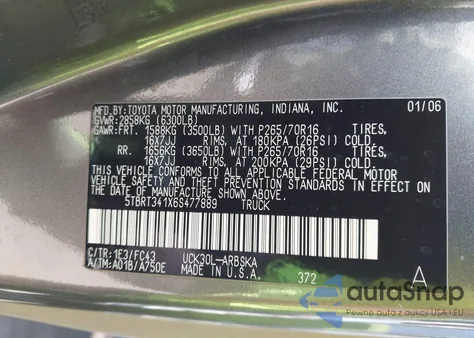 MFD.BY:TOYOTA MOTOR MANUFACTURING, INDIANA, INC. 01/06
GVWR:2858KG (6300LB)
GAWR:FRT. 1588KG (3500LB) WITH P265/70R16 TIRES,
16X7JJ RIMS, AT 180KPA (26PSI) COLD.
RR. 1656KG (3650LB) WITH P265/70R16 TIRES,
16X7JJ RIMS, AT 200KPA (29PSI) COLD.
THIS VEHICLE CONFORMS TO ALL APPLICABLE FEDERAL MOTOR
VEHICLE SAFETY STANDARDS IN EFFECT ON THE DATE OF
MANUFACTURE SHOWN ABOVE.
5TBRT341X6S477889 TRUCK
C/TR:1E3/FC43 UCK30L-ARBSKA
A/TM:A01B/A750E MADE IN U.S.A. 372 A
autoSnap
Pewne auta z aukcji USA i EU